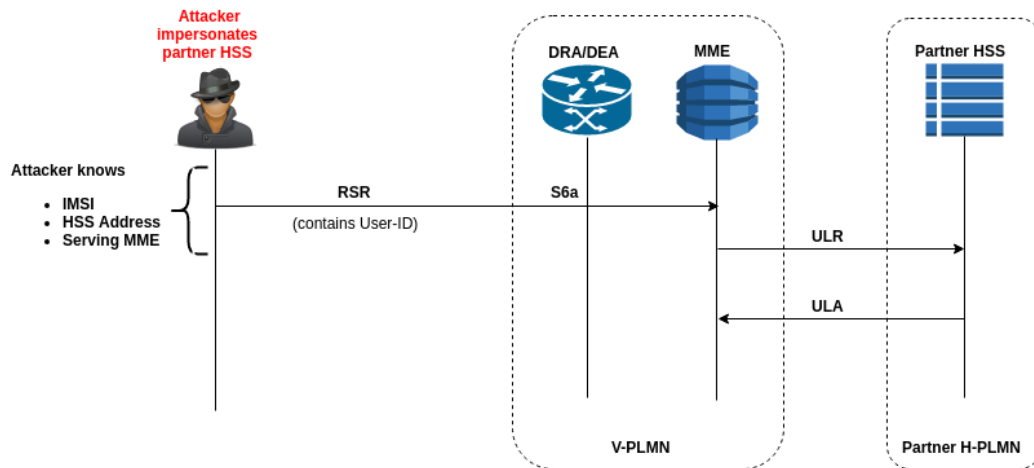 Attacker
impersonates
partner HSS
DRA/DEA
MME
Partner HSS
Attacker knows
• IMSI
• HSS Address
• Serving MME
RSR
S6a
(contains User-ID)
ULR
ULA
V-PLMN
Partner H-PLMN